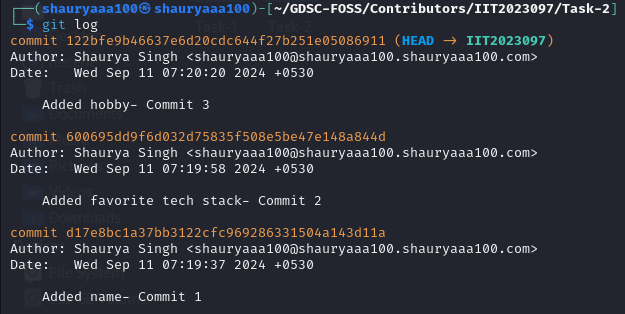 ┌──(shauryaaa100㉿shauryaaa100)-[~/GDSC-FOSS/Contributors/IIT2023097/Task-2]
└─$ git log
commit 122bfe9b46637e6d20cdc644f27b251e05086911 (HEAD -> IIT2023097)
Author: Shaurya Singh <shauryaaa100@shauryaaa100.shauryaaa100.com>
Date:   Wed Sep 11 07:20:20 2024 +0530
Added hobby- Commit 3
commit 600695dd9f6d032d75835f508e5be47e148a844d
Author: Shaurya Singh <shauryaaa100@shauryaaa100.shauryaaa100.com>
Date:   Wed Sep 11 07:19:58 2024 +0530
Added favorite tech stack- Commit 2
commit d17e8bc1a37bb3122cfc969286331504a143d11a
Author: Shaurya Singh <shauryaaa100@shauryaaa100.shauryaaa100.com>
Date:   Wed Sep 11 07:19:37 2024 +0530
Added name- Commit 1